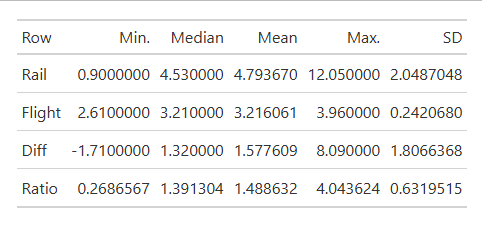 Row Min. Median Mean Max. SD
Rail 0.9000000 4.530000 4.793670 12.050000 2.0487048
Flight 2.6100000 3.210000 3.216061 3.960000 0.2420680
Diff -1.7100000 1.320000 1.577609 8.090000 1.8066368
Ratio 0.2686567 1.391304 1.488632 4.043624 0.6319515